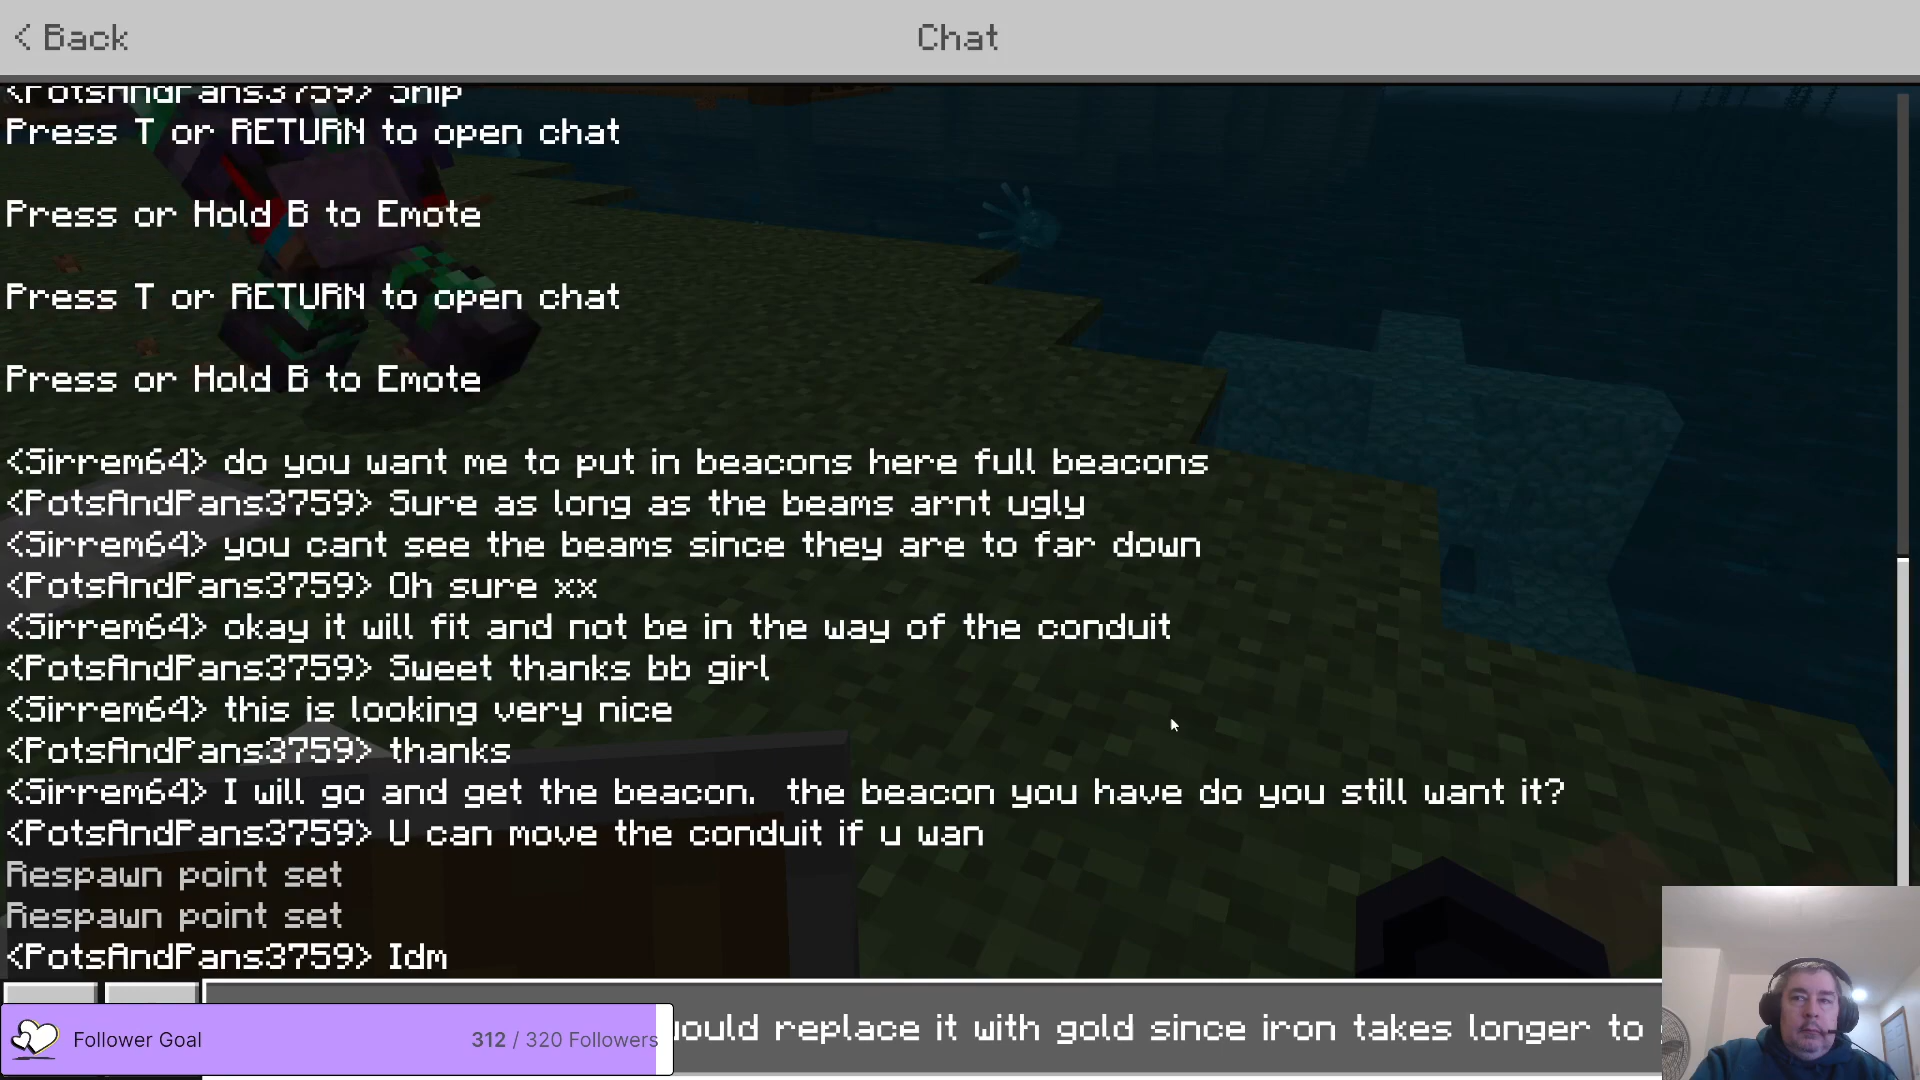 < Back
Chat
<PotsAndPans3759> Ship
Press T or RETURN to open chat
Press or Hold B to Emote
Press T or RETURN to open chat
Press or Hold B to Emote
<Sirrem64> do you want me to put in beacons here full beacons
<PotsAndPans3759> Sure as long as the beams arnt ugly
<Sirrem64> you cant see the beams since they are to far down
<PotsAndPans3759> Oh sure xx
<Sirrem64> okay it will fit and not be in the way of the conduit
<PotsAndPans3759> Sweet thanks bb girl
<Sirrem64> this is looking very nice
<PotsAndPans3759> thanks
<Sirrem64> I will go and get the beacon.  the beacon you have do you still want it?
<PotsAndPans3759> U can move the conduit if u wan
Respawn point set
Respawn point set
<PotsAndPans3759> Idm
would replace it with gold since iron takes longer to
Follower Goal
312 / 320 Followers